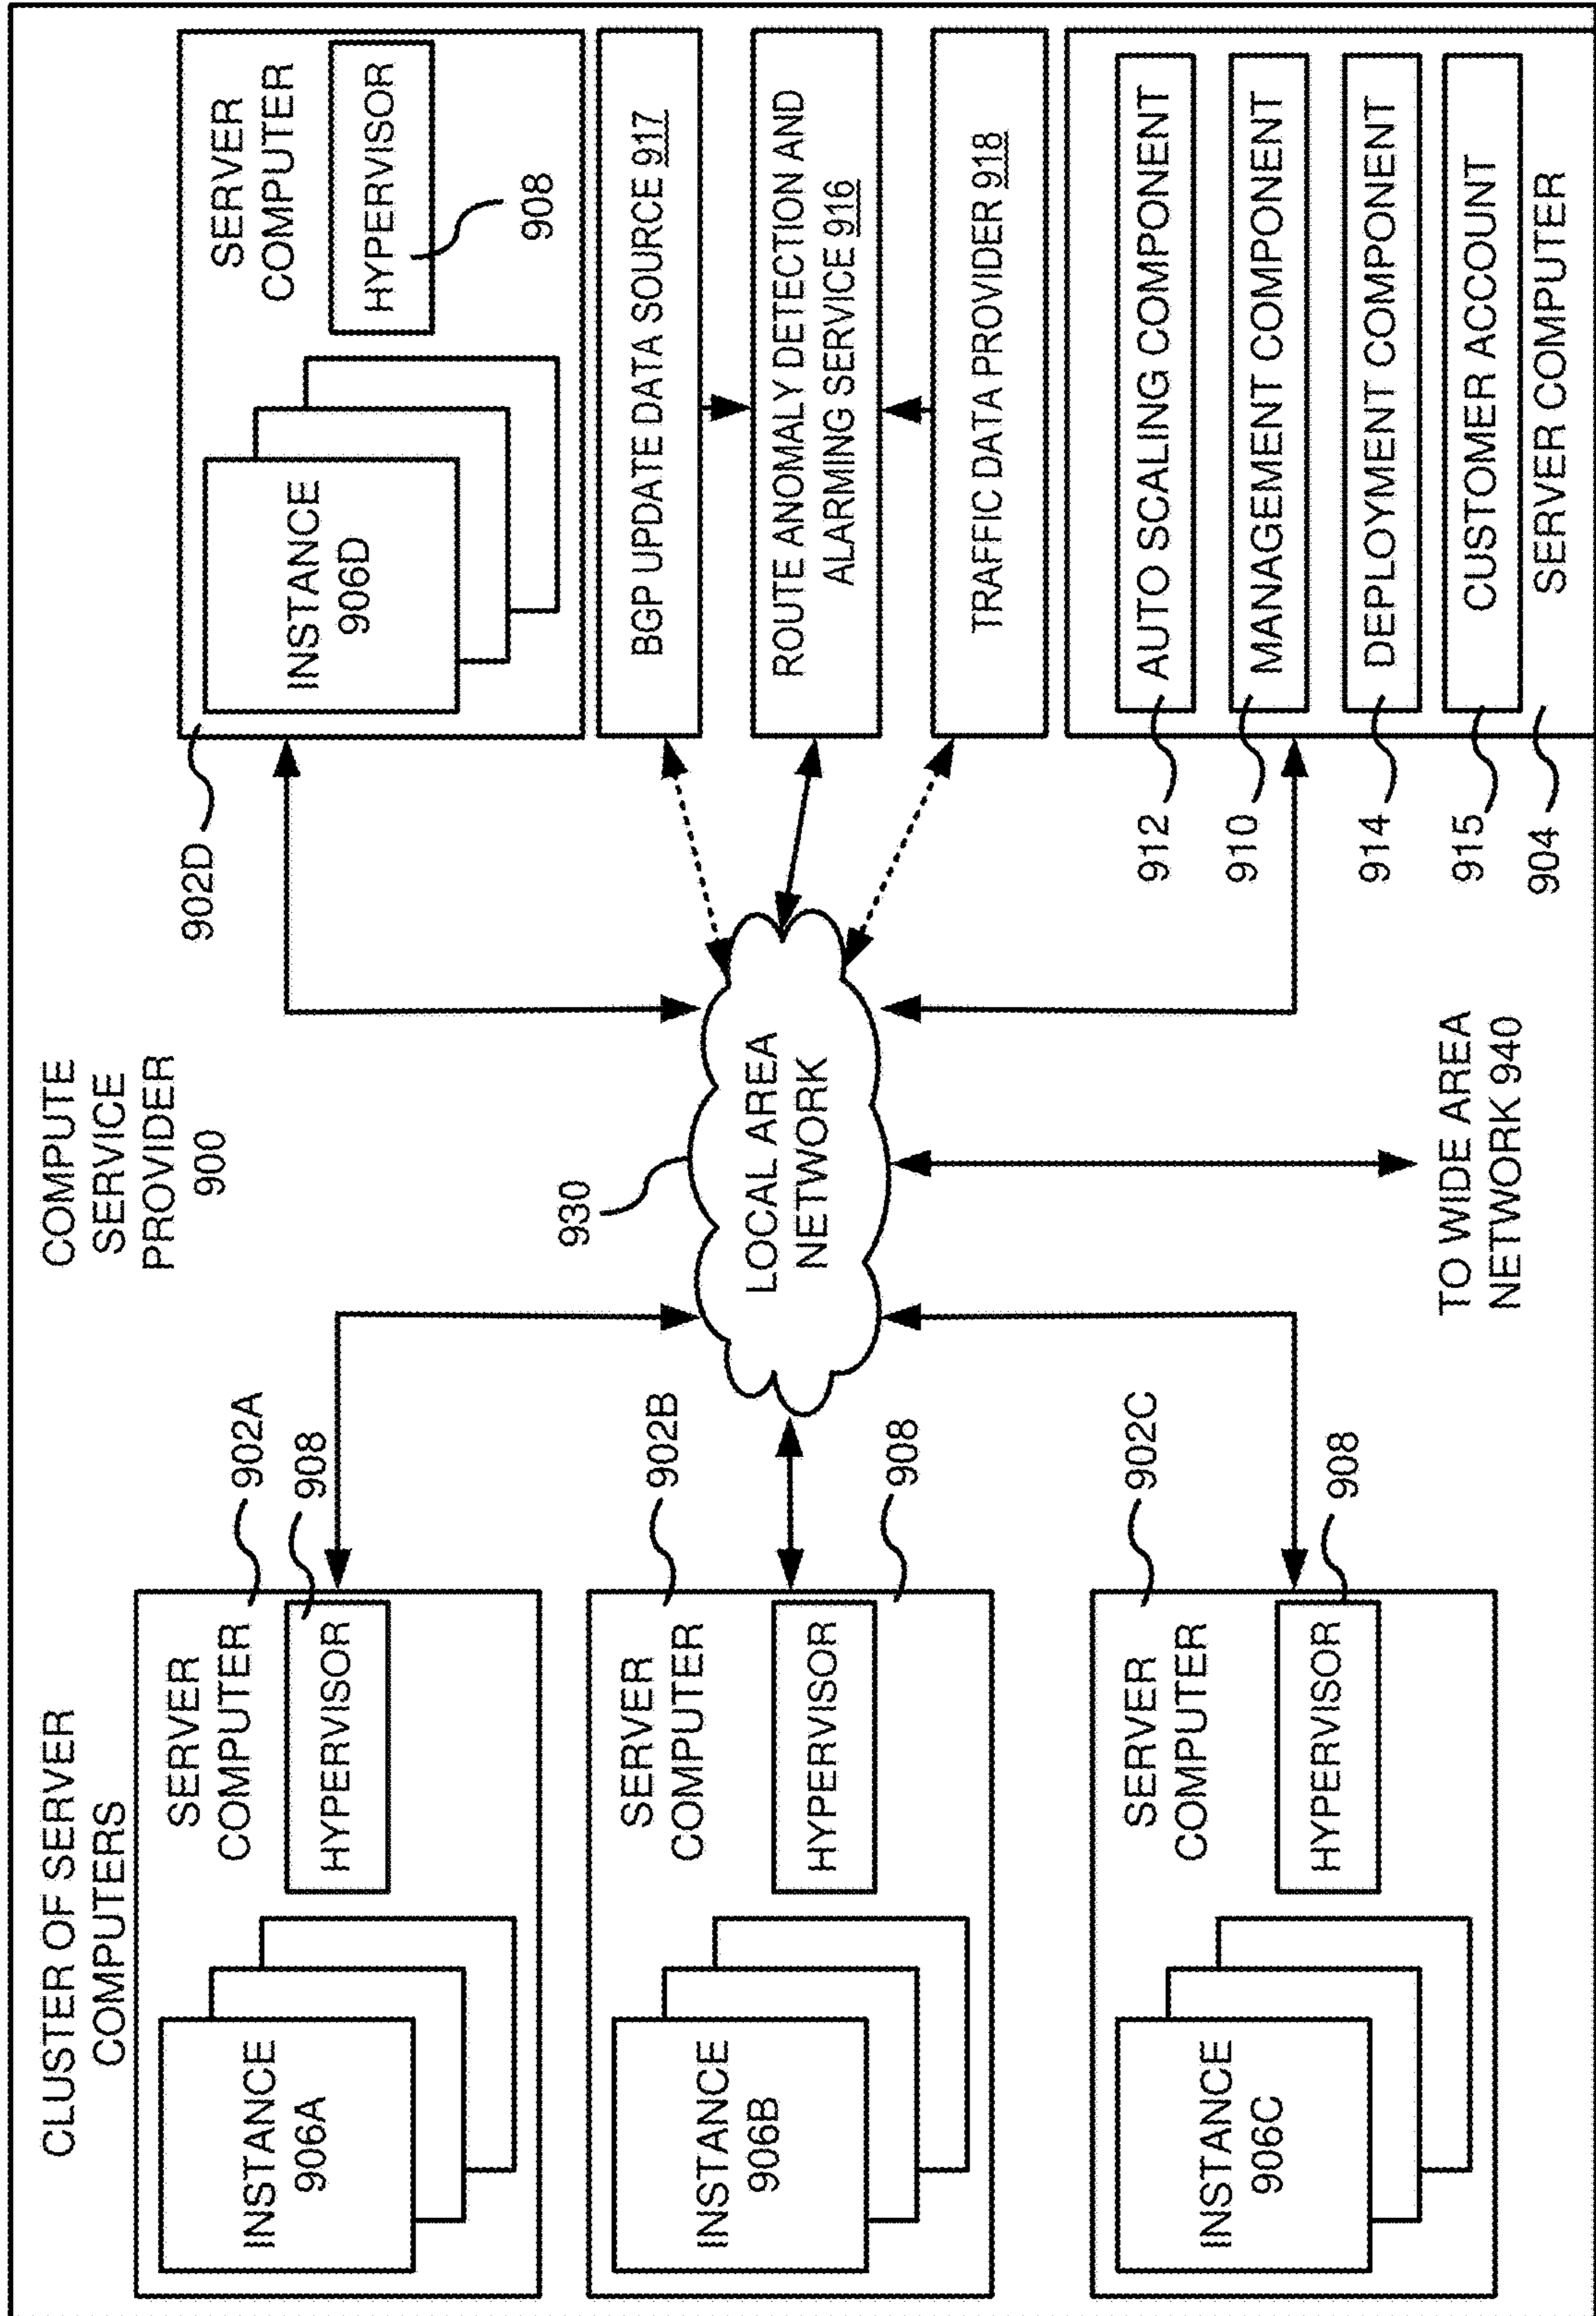 CLUSTER OF SERVER
COMPUTERS
COMPUTE
SERVICE
PROVIDER
900
SERVER
COMPUTER
902A
908
HYPERVISOR
INSTANCE
906A
SERVER
COMPUTER
902B
908
HYPERVISOR
INSTANCE
906B
SERVER
COMPUTER
902C
908
HYPERVISOR
INSTANCE
906C
930
LOCAL AREA
NETWORK
TO WIDE AREA
NETWORK 940
902D
SERVER
COMPUTER
HYPERVISOR
908
INSTANCE
906D
BGP UPDATE DATA SOURCE 917
ROUTE ANOMALY DETECTION AND
ALARMING SERVICE 916
TRAFFIC DATA PROVIDER 918
912
AUTO SCALING COMPONENT
910
MANAGEMENT COMPONENT
914
DEPLOYMENT COMPONENT
915
CUSTOMER ACCOUNT
904
SERVER COMPUTER